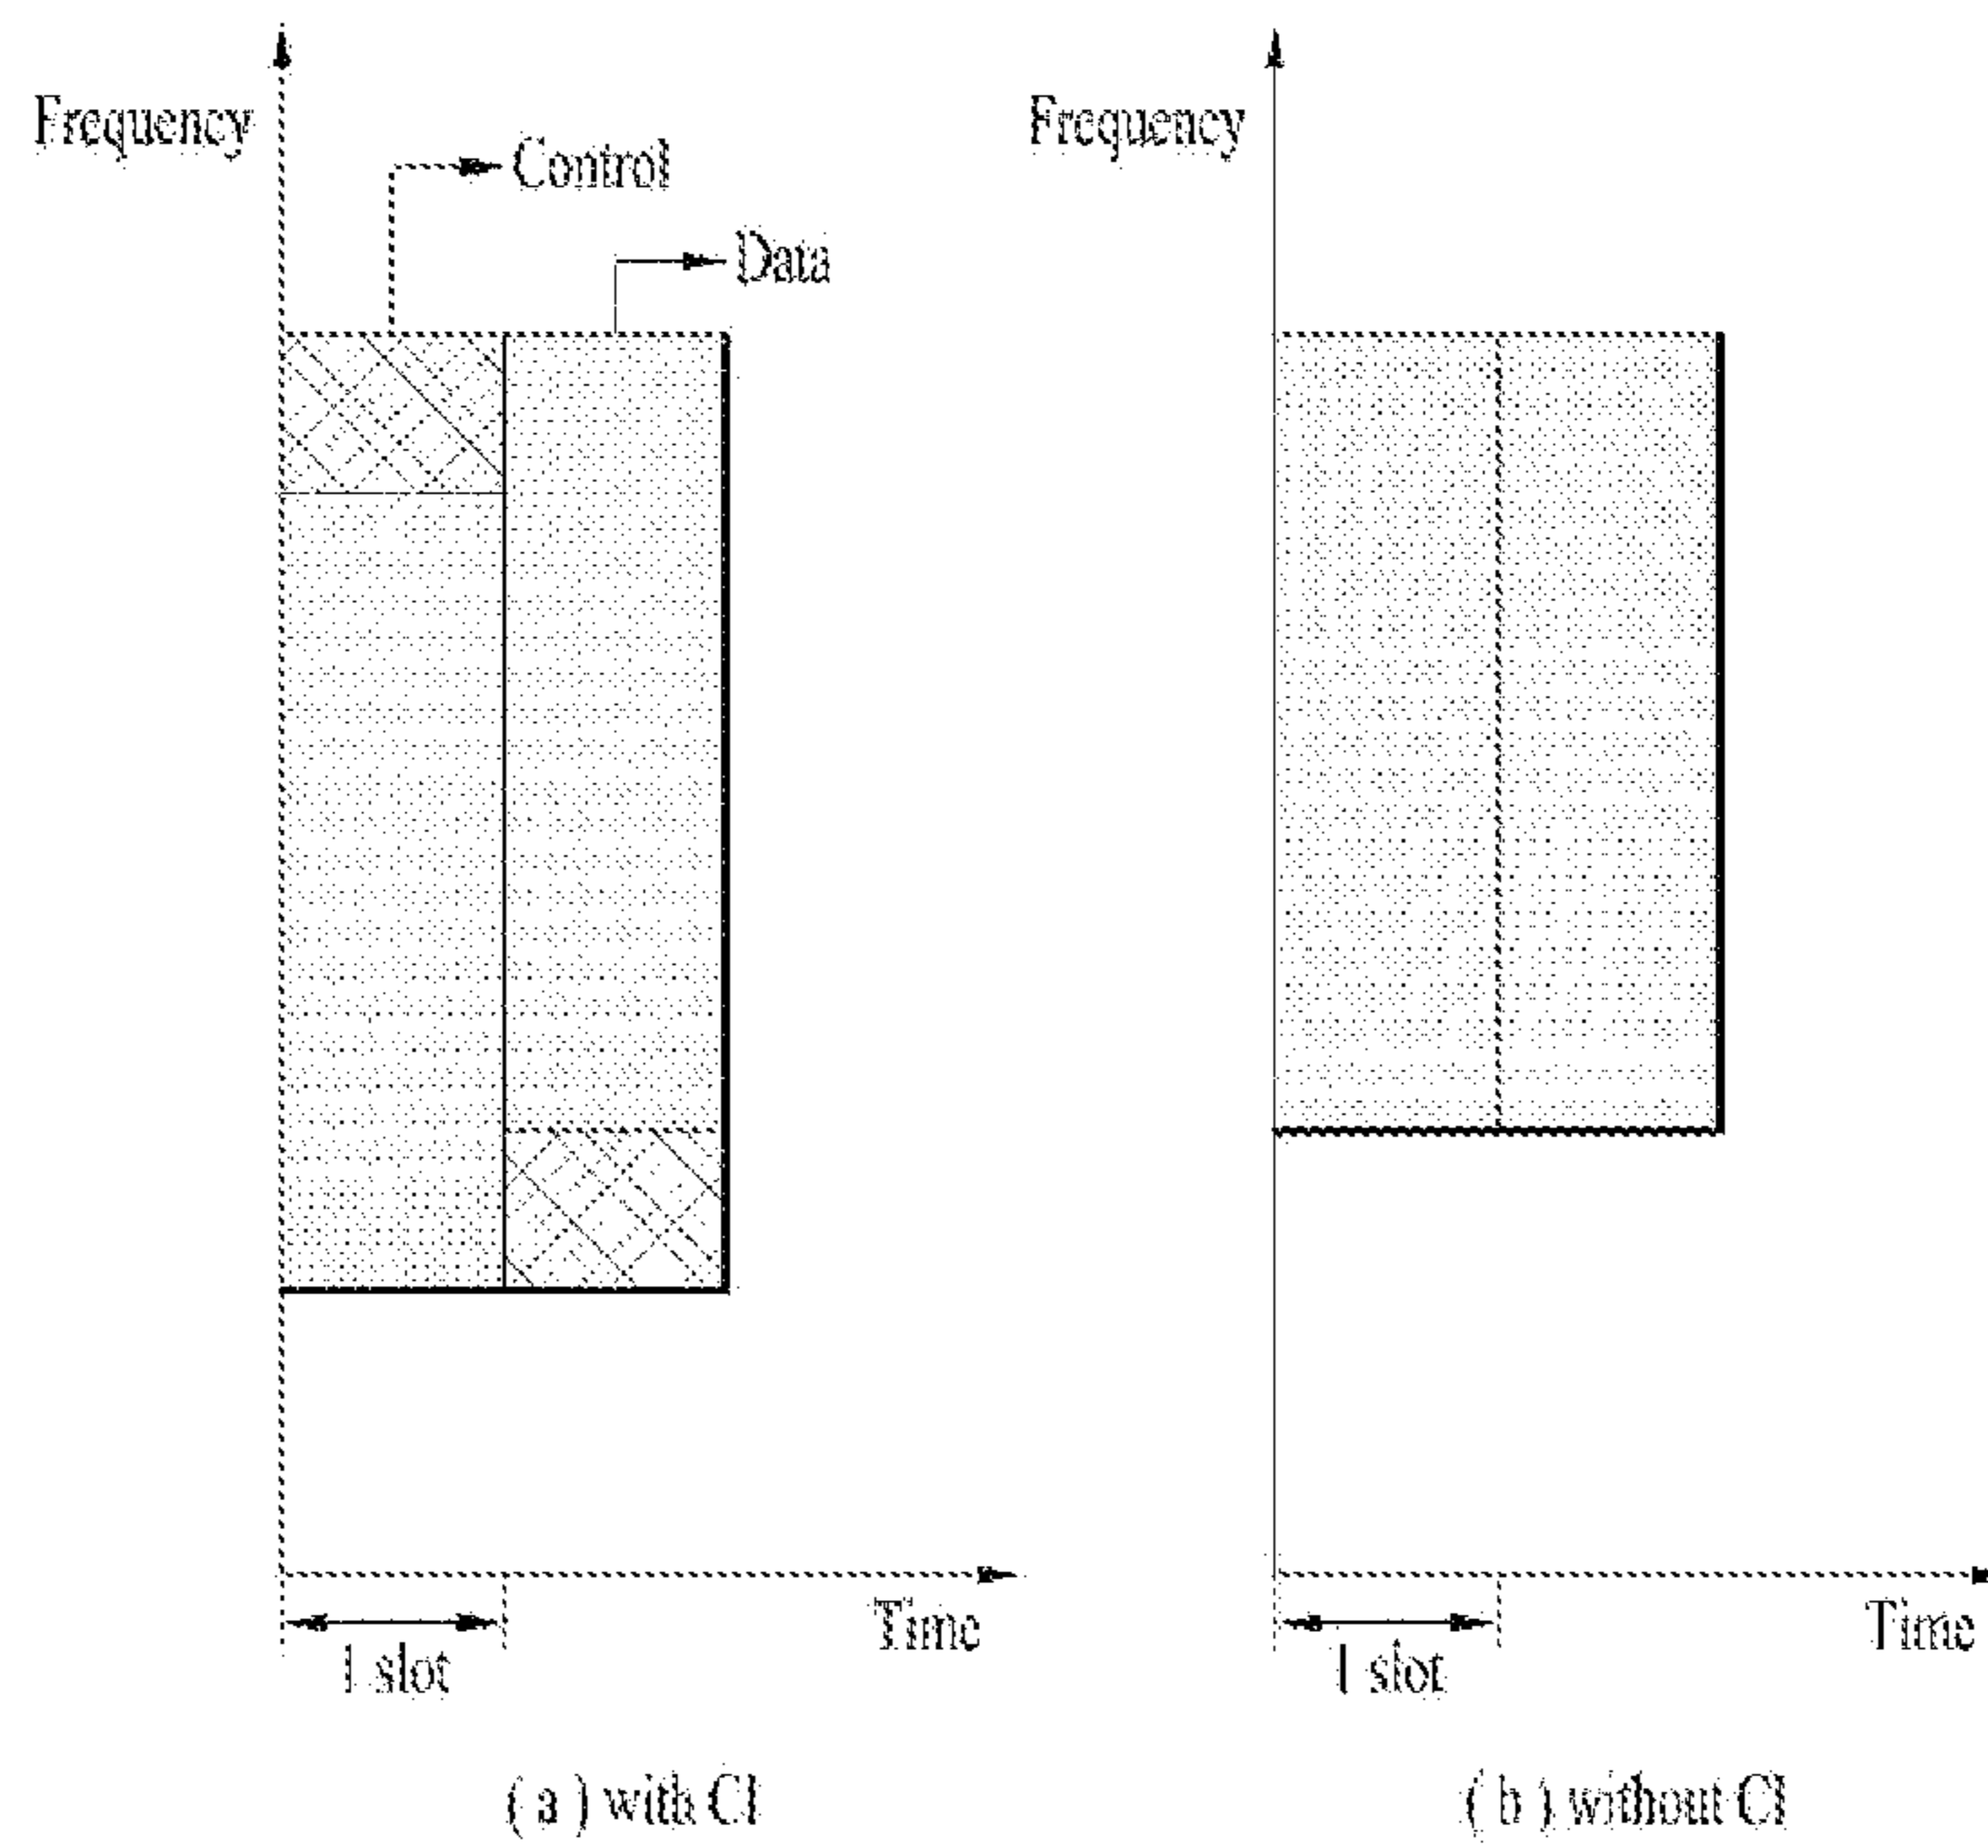 Frequency
Control
Data
Time
1 slot
( a ) with CI
Frequency
Time
1 slot
( b ) without CI